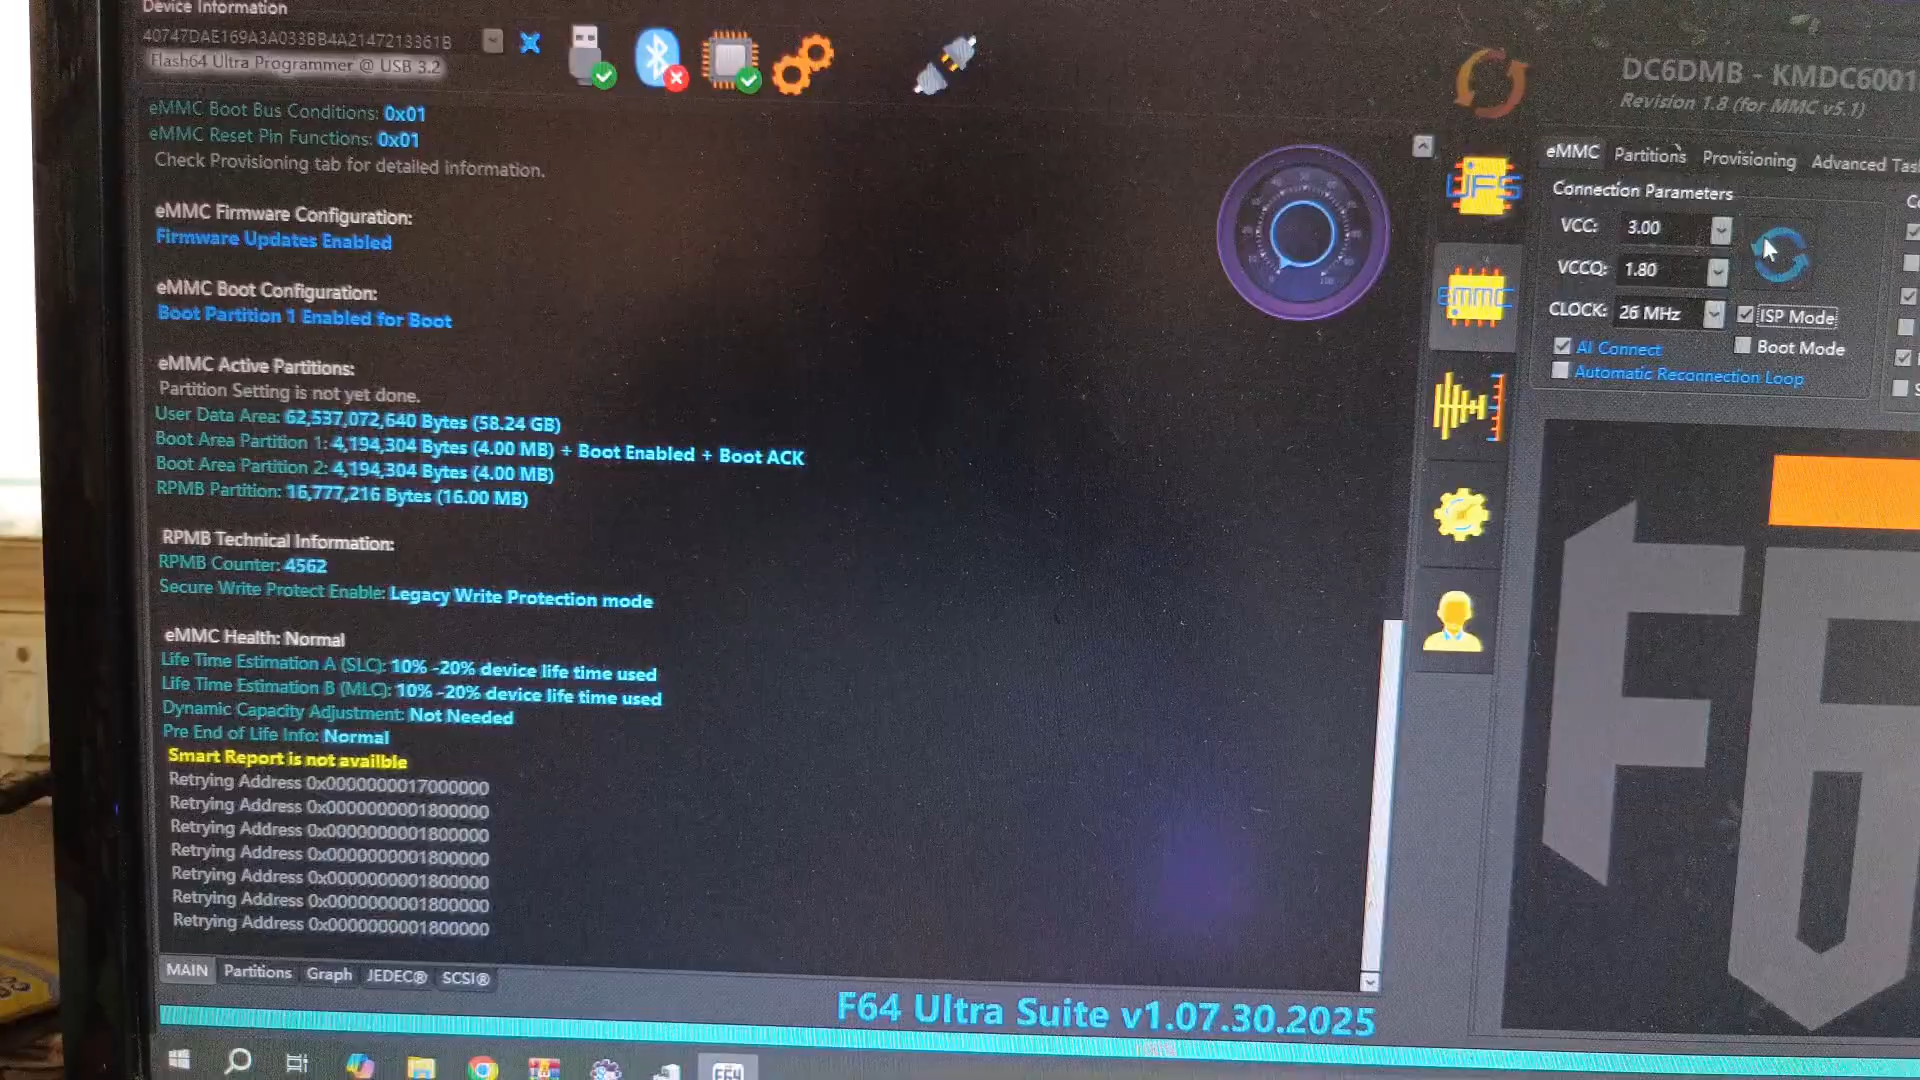 Device Information
40747DAE169A3A033BB4A2147213361B
Flash64 Ultra Programmer @ USB 3.2
eMMC Boot Bus Conditions: 0x01
eMMC Reset Pin Functions: 0x01
Check Provisioning tab for detailed information.
eMMC Firmware Configuration:
Firmware Updates Enabled
eMMC Boot Configuration:
Boot Partition 1 Enabled for Boot
eMMC Active Partitions:
Partition Setting is not yet done.
User Data Area: 62,537,072,640 Bytes (58.24 GB)
Boot Area Partition 1: 4,194,304 Bytes (4.00 MB) + Boot Enabled + Boot ACK
Boot Area Partition 2: 4,194,304 Bytes (4.00 MB)
RPMB Partition: 16,777,216 Bytes (16.00 MB)
RPMB Technical Information:
RPMB Counter: 4562
Secure Write Protect Enable: Legacy Write Protection mode
eMMC Health: Normal
Life Time Estimation A (SLC): 10% -20% device life time used
Life Time Estimation B (MLC): 10% -20% device life time used
Dynamic Capacity Adjustment: Not Needed
Pre End of Life Info: Normal
Smart Report is not availble
Retrying Address 0x0000000017000000
Retrying Address 0x0000000001800000
Retrying Address 0x0000000001800000
Retrying Address 0x0000000001800000
Retrying Address 0x0000000001800000
Retrying Address 0x0000000001800000
Retrying Address 0x0000000001800000
MAIN Partitions Graph JEDEC® SCSI®
F64 Ultra Suite v1.07.30.2025
UFS
eMMC
DC6DMB - KMDC6001
Revision 1.8 (for MMC v5.1)
eMMC Partitions Provisioning Advanced Tas
Connection Parameters
VCC: 3.00
VCCQ: 1.80
CLOCK: 26 MHz ISP Mode
AI Connect Boot Mode
Automatic Reconnection Loop
F6
F64